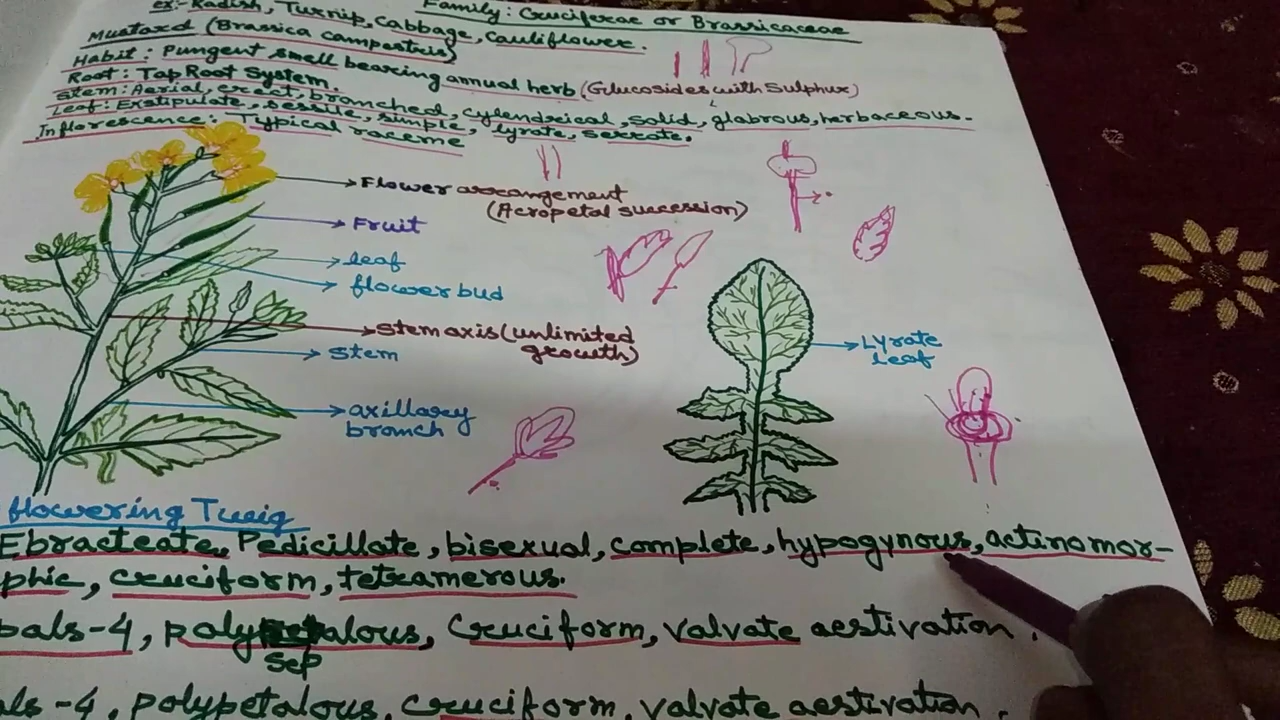 ex:- Radish, Turnip, Cabbage, Cauliflower.
Family: Cruciferae or Brassicaceae
Mustard (Brassica campestris)
Habit: Pungent smell bearing annual herb (Glucosides with Sulphur)
Root: Tap Root System.
Stem: Aerial, erect, branched, cylendrical, solid, glabrous, herbaceous.
Leaf: Exstipulate, sessile, simple, lyrate, serrate.
Inflorescence: Typical raceme
Flower arrangement
(Acropetal succession)
Fruit
leaf
flower bud
stem axis (unlimited
growth)
Stem
axillary
branch
Lyrate
leaf
flowering Twig
Ebracteate, Pedicillate, bisexual, complete, hypogynous, actinomor-
phic, cruciform, tetramerous.
pals-4, polysepalous, Cruciform, valvate aestivation.
sep
als-4, polypetalous, cruciform, valvate aestivation.